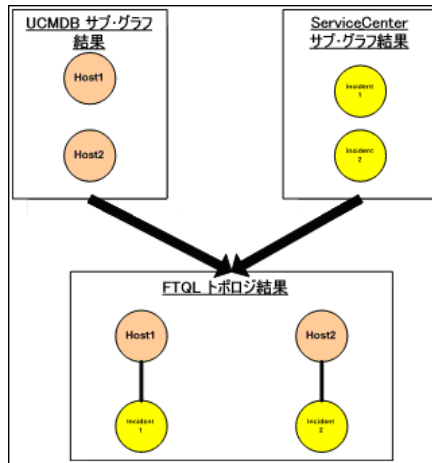 UCMDB サブ・グラフ
結果
Host1
Host2
ServiceCenter
サブ・グラフ結果
Incident
1
Incident
2
FTQL トポロジ結果
Host1
Host2
Incident
1
Incident
2